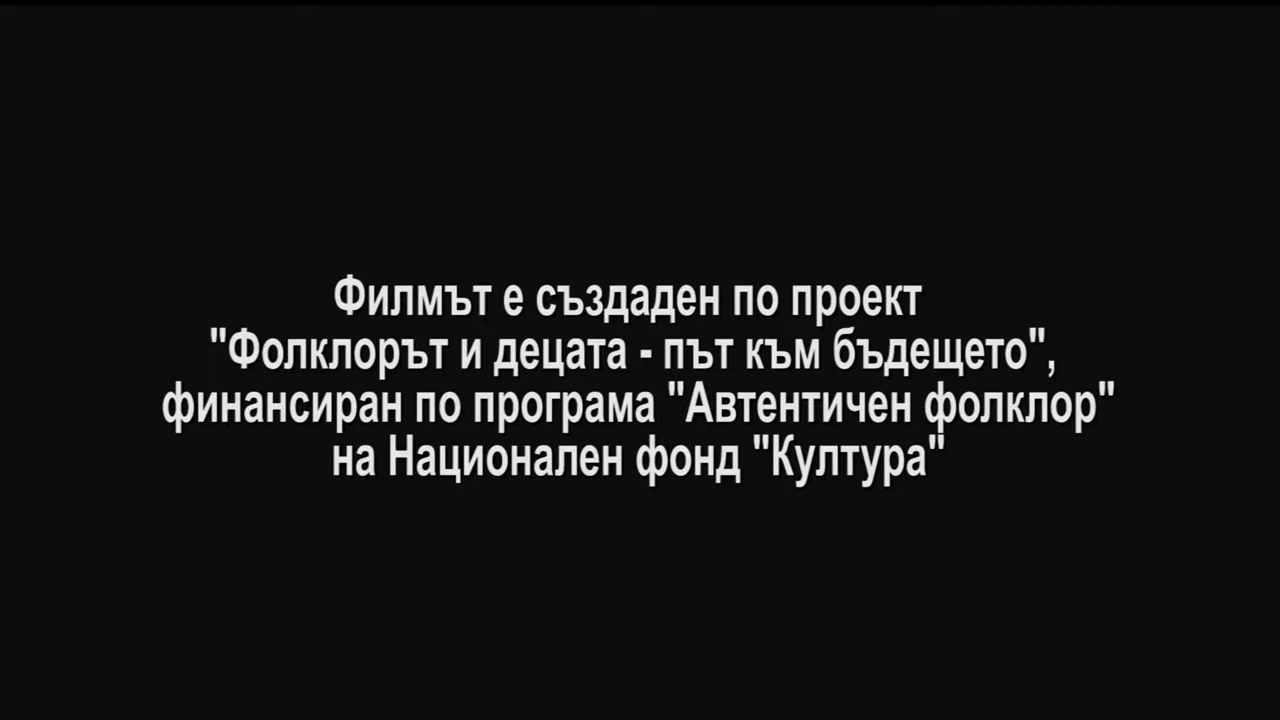 Филмът е създаден по проект
"Фолклорът и децата - път към бъдещето",
финансиран по програма "Автентичен фолклор"
на Национален фонд "Култура"